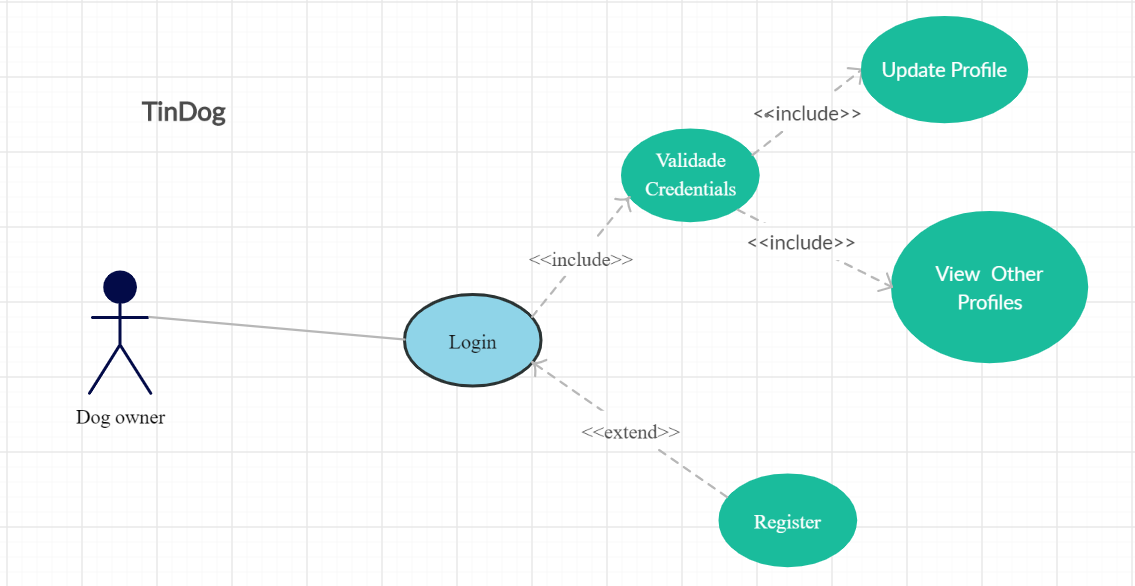 TinDog
Update Profile
<<include>>
Validade
Credentials
<<include>>
<<include>>
View Other
Profiles
Login
Dog owner
<<extend>>
Register